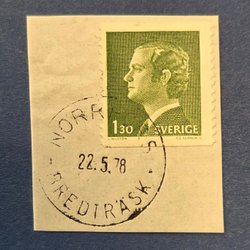 1.30 SVERIGE
NORR S
22.5.78
BREDTRÄSK